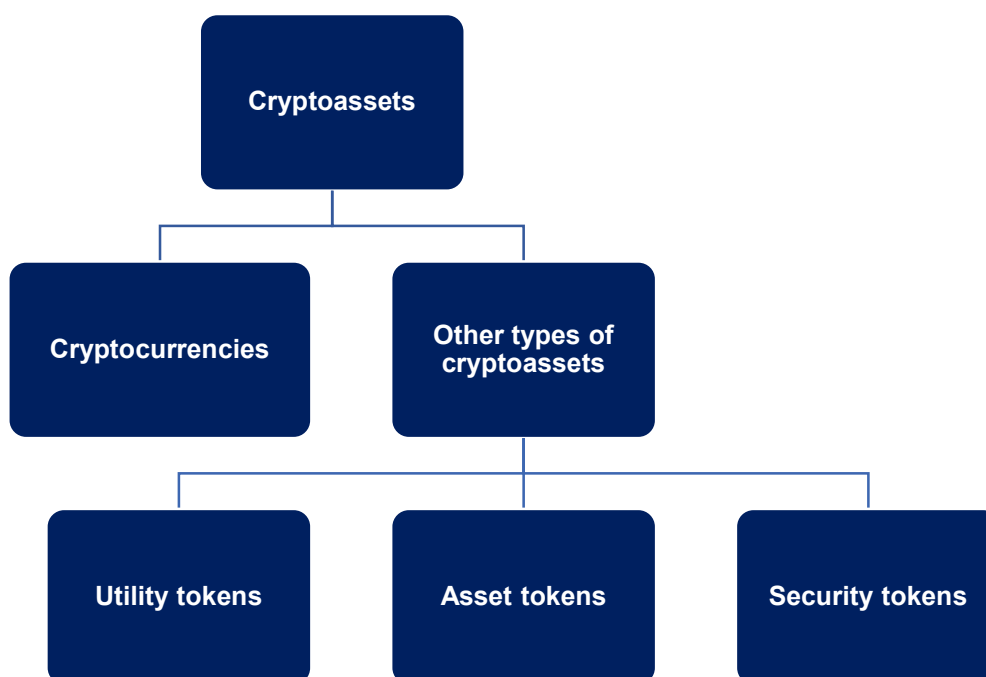 Cryptoassets
Cryptocurrencies
Other types of
cryptoassets
Utility tokens
Asset tokens
Security tokens